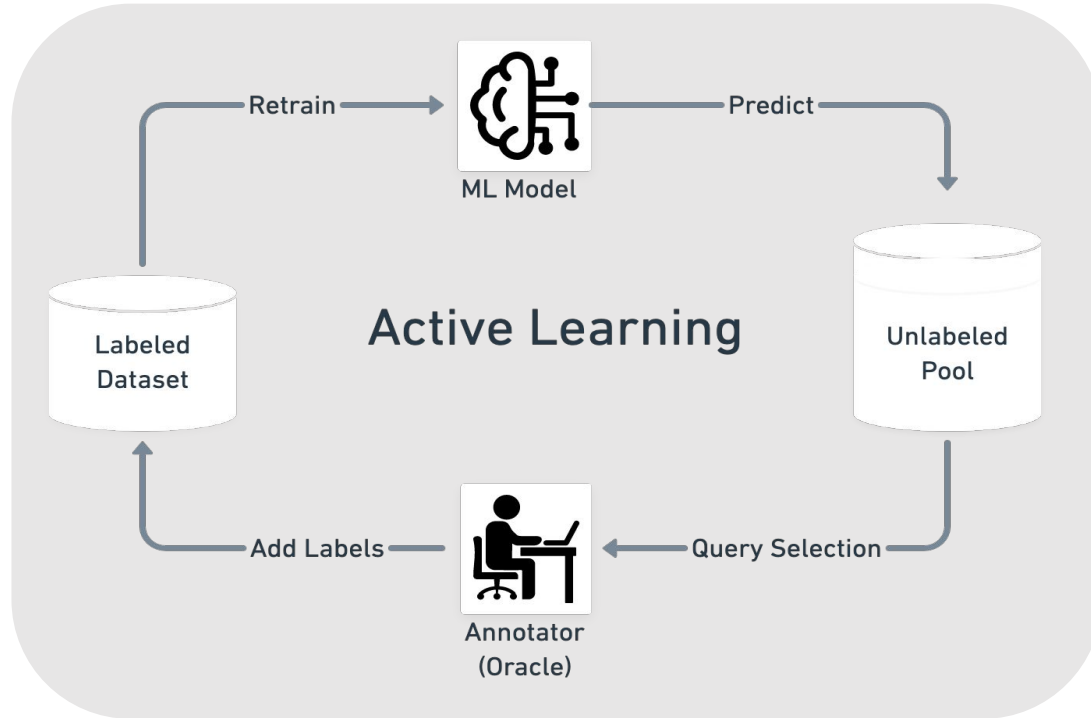 Retrain
Predict
ML Model
Labeled
Dataset
Active Learning
Unlabeled
Pool
Add Labels
Query Selection
Annotator
(Oracle)